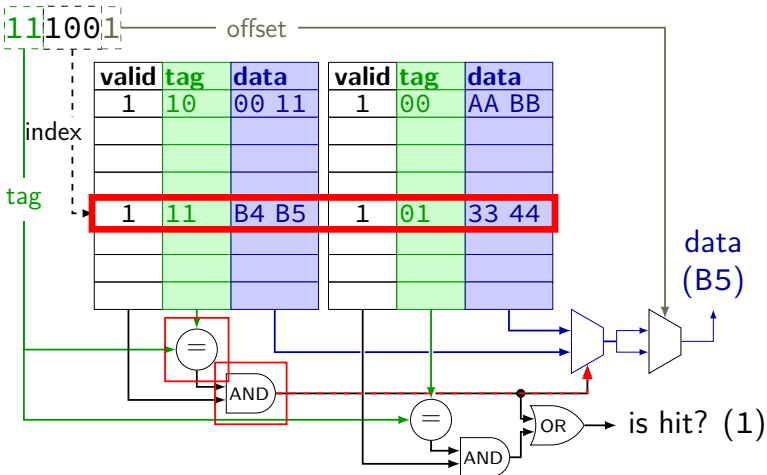 111001
offset
valid tag data valid tag data
1 10 00 11 1 00 AA BB
index
tag
1 11 B4 B5 1 01 33 44
data
(B5)
=
AND
=
OR
is hit? (1)
AND